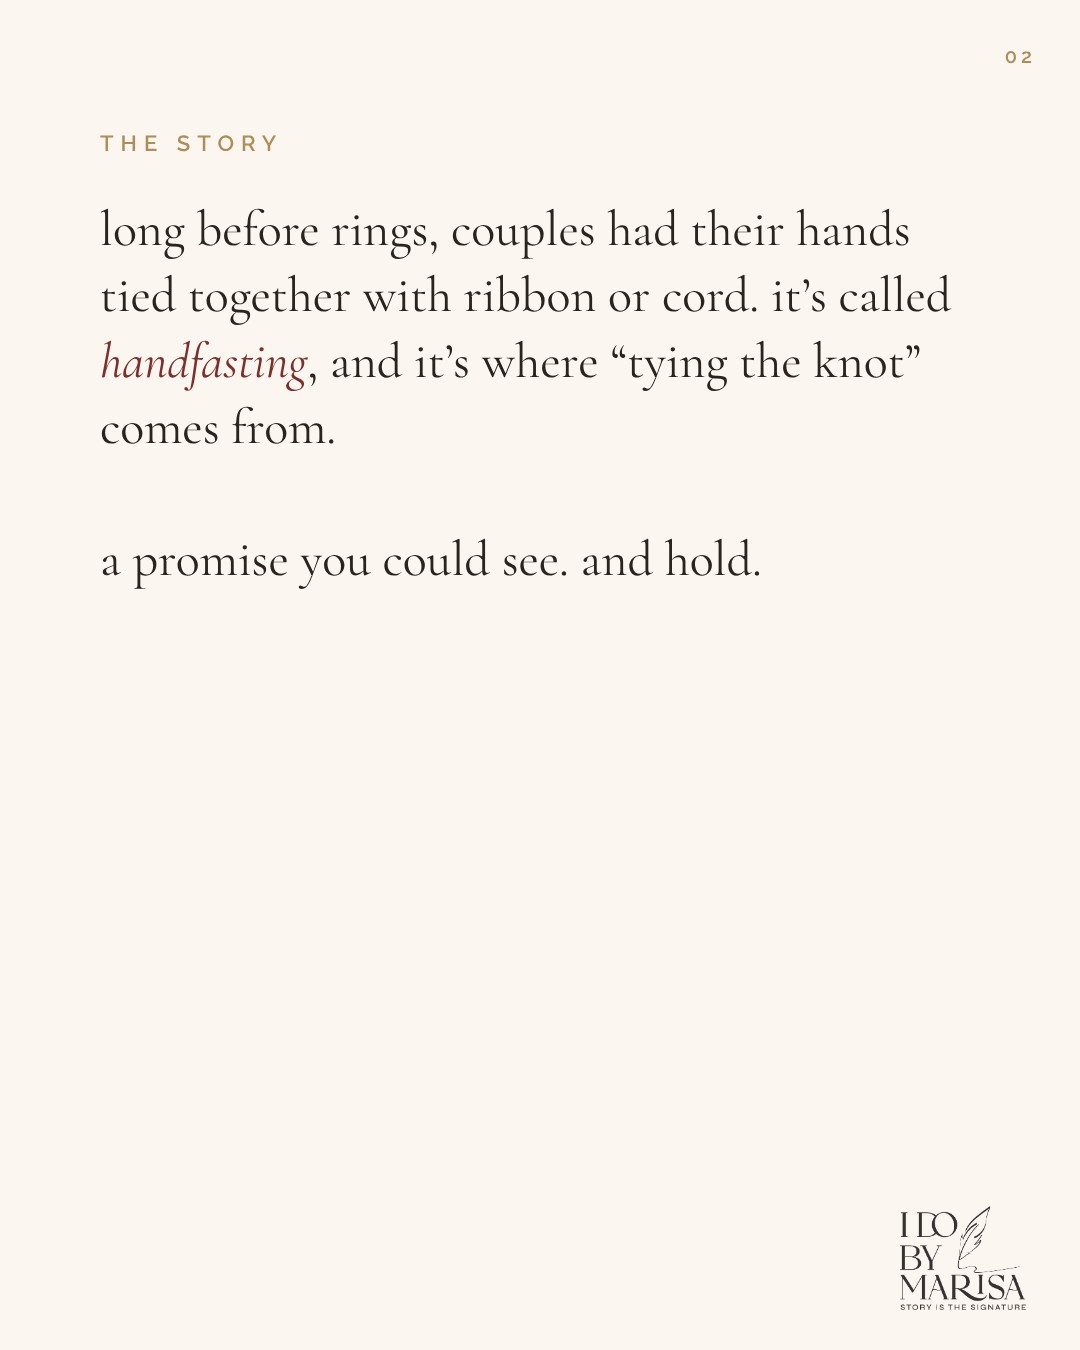 02
THE STORY
long before rings, couples had their hands
tied together with ribbon or cord. it’s called
handfasting, and it’s where “tying the knot”
comes from.
a promise you could see. and hold.
I DO
BY
MARISA
STORY IS THE SIGNATURE